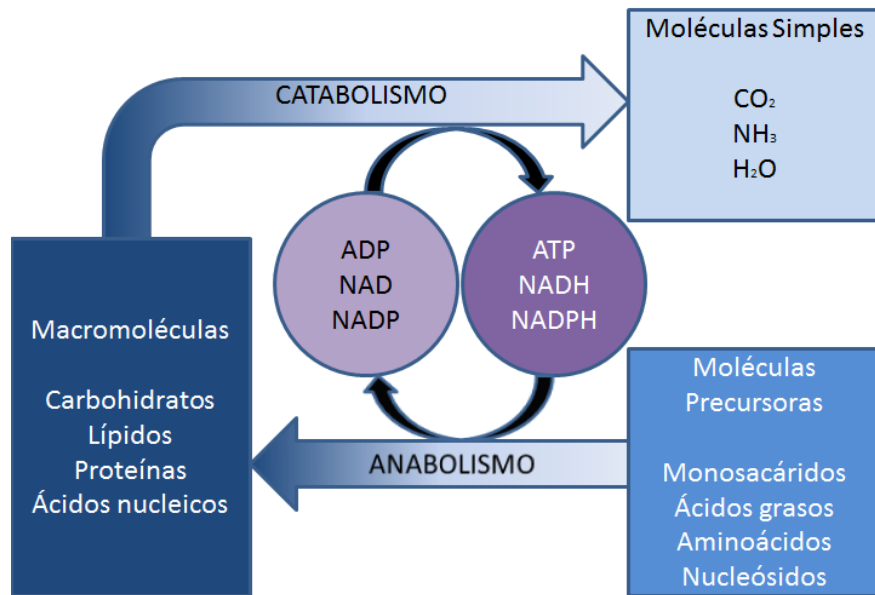 Moléculas Simples
CO₂
NH₃
H₂O
CATABOLISMO
ADP
NAD
NADP
ATP
NADH
NADPH
Macromoléculas
Carbohidratos
Lípidos
Proteínas
Ácidos nucleicos
Moléculas
Precursoras
Monosacáridos
Ácidos grasos
Aminoácidos
Nucleósidos
ANABOLISMO